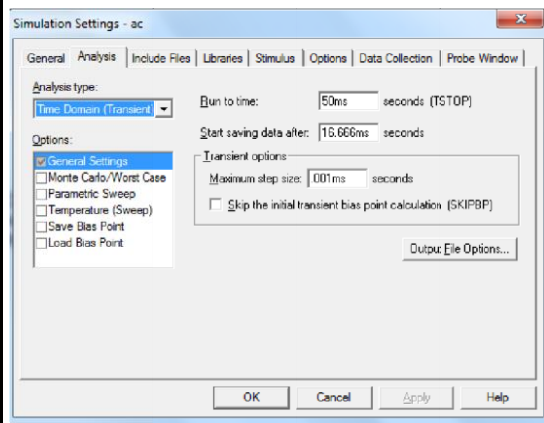 Simulation Settings - ac
General Analysis Include Files Libraries Stimulus Options Data Collection Probe Window
Analysis type:
Time Domain (Transient)
Options:
General Settings
Monte Carlo/Worst Case
Parametric Sweep
Temperature (Sweep)
Save Bias Point
Load Bias Point
Run to time: 50ms seconds (TSTOP)
Start saving data after: 16.666ms seconds
Transient options
Maximum step size: 001ms seconds
Skip the initial transient bias point calculation (SKIPBP)
Output File Options...
OK Cancel Apply Help